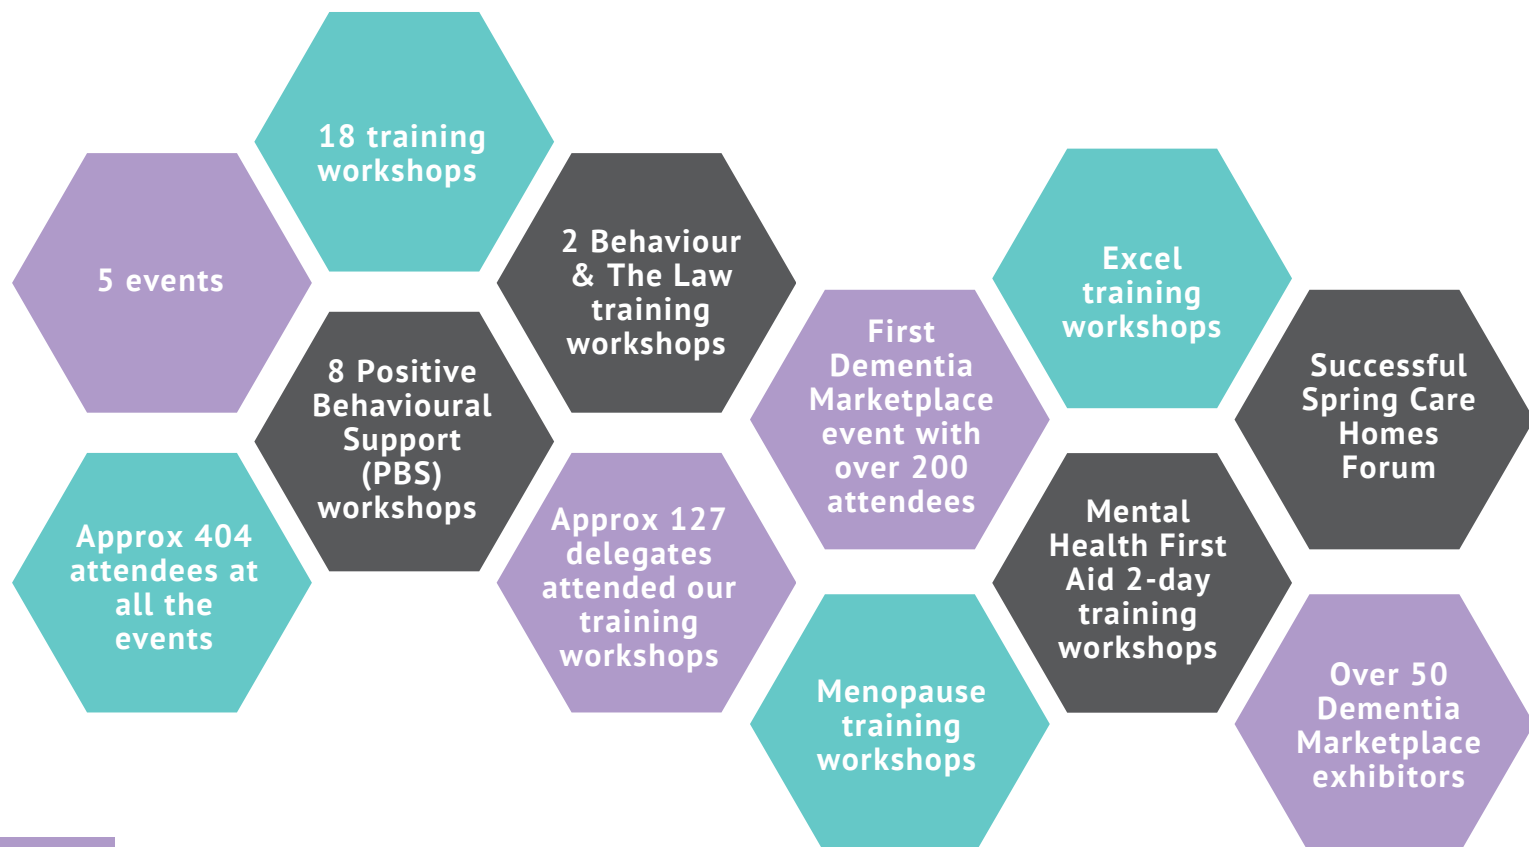 18 training
workshops
5 events
2 Behaviour
& The Law
training
workshops
8 Positive
Behavioural
Support
(PBS)
workshops
Approx 404
attendees at
all the
events
Approx 127
delegates
attended our
training
workshops
First
Dementia
Marketplace
event with
over 200
attendees
Excel
training
workshops
Successful
Spring Care
Homes
Forum
Mental
Health First
Aid 2-day
training
workshops
Menopause
training
workshops
Over 50
Dementia
Marketplace
exhibitors